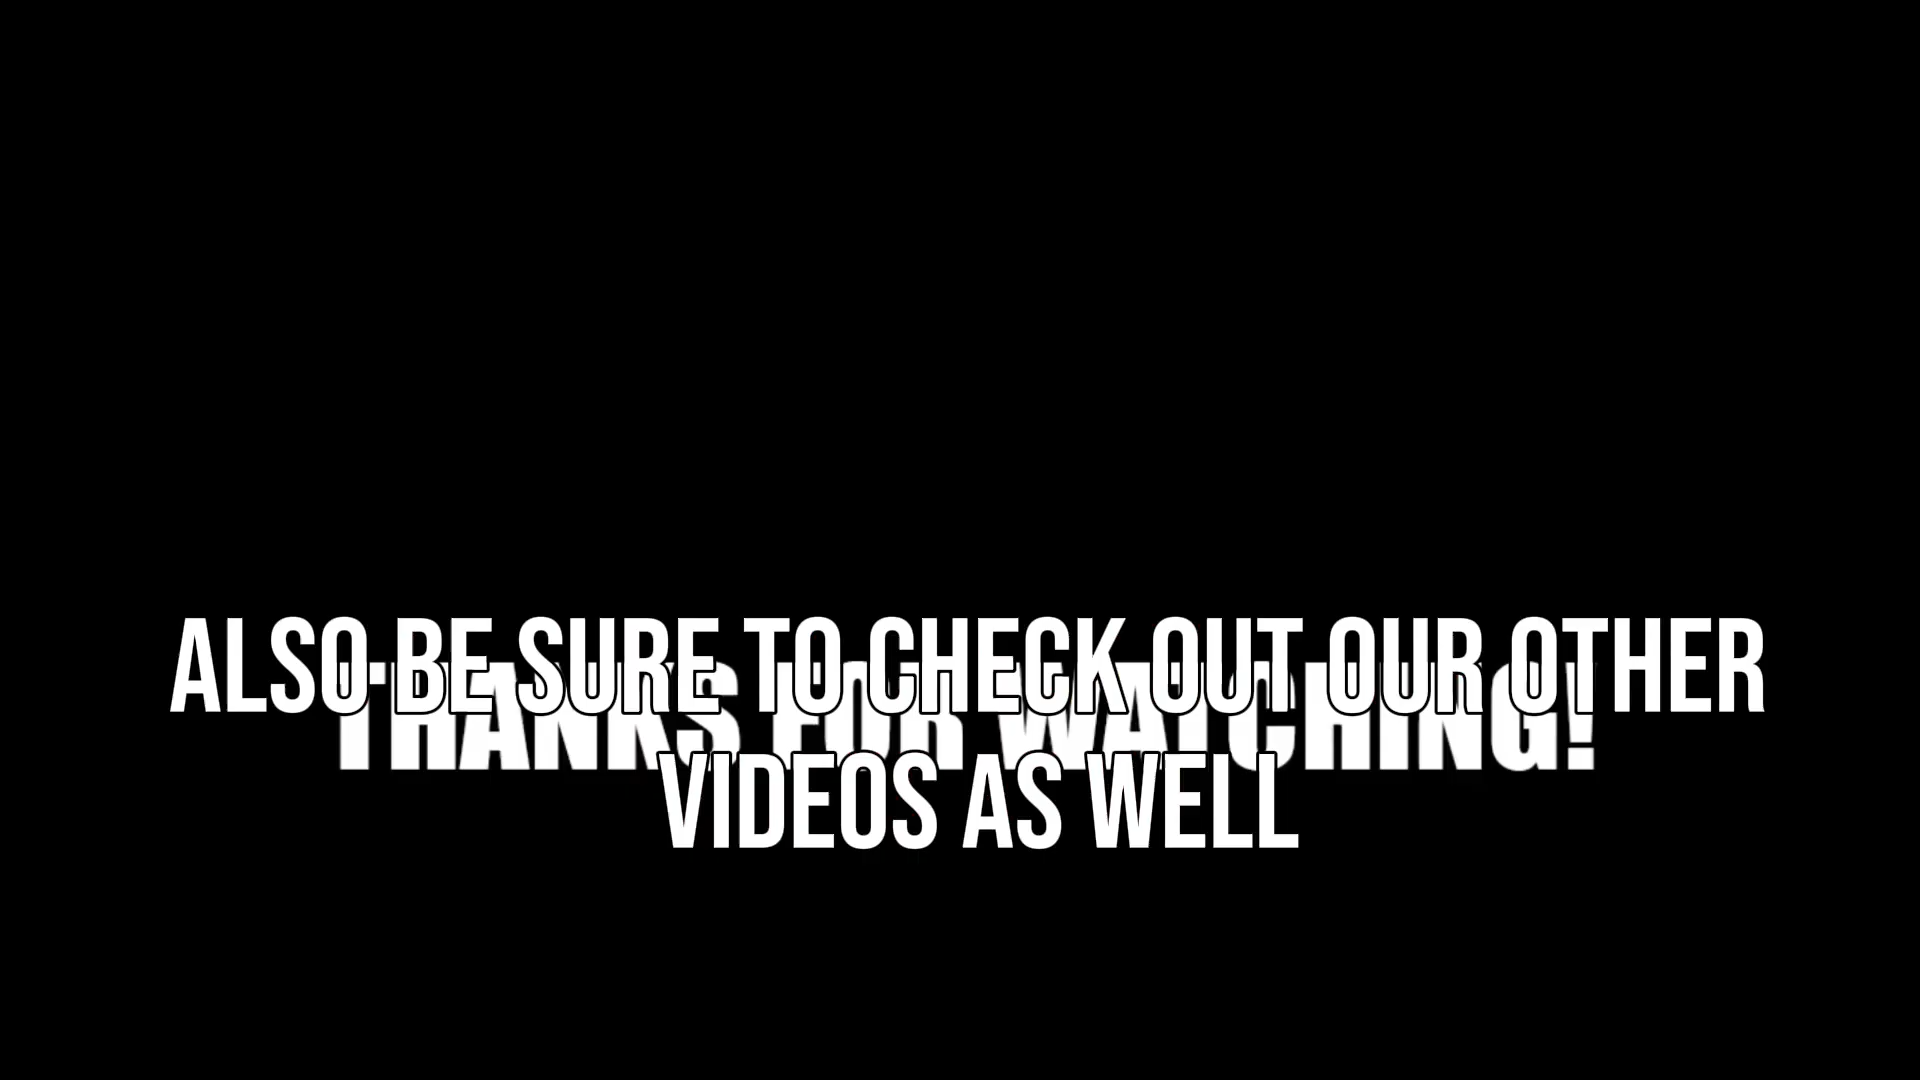 ALSO BE SURE TO CHECK OUT OUR OTHER
THANKS FOR WATCHING!
VIDEOS AS WELL